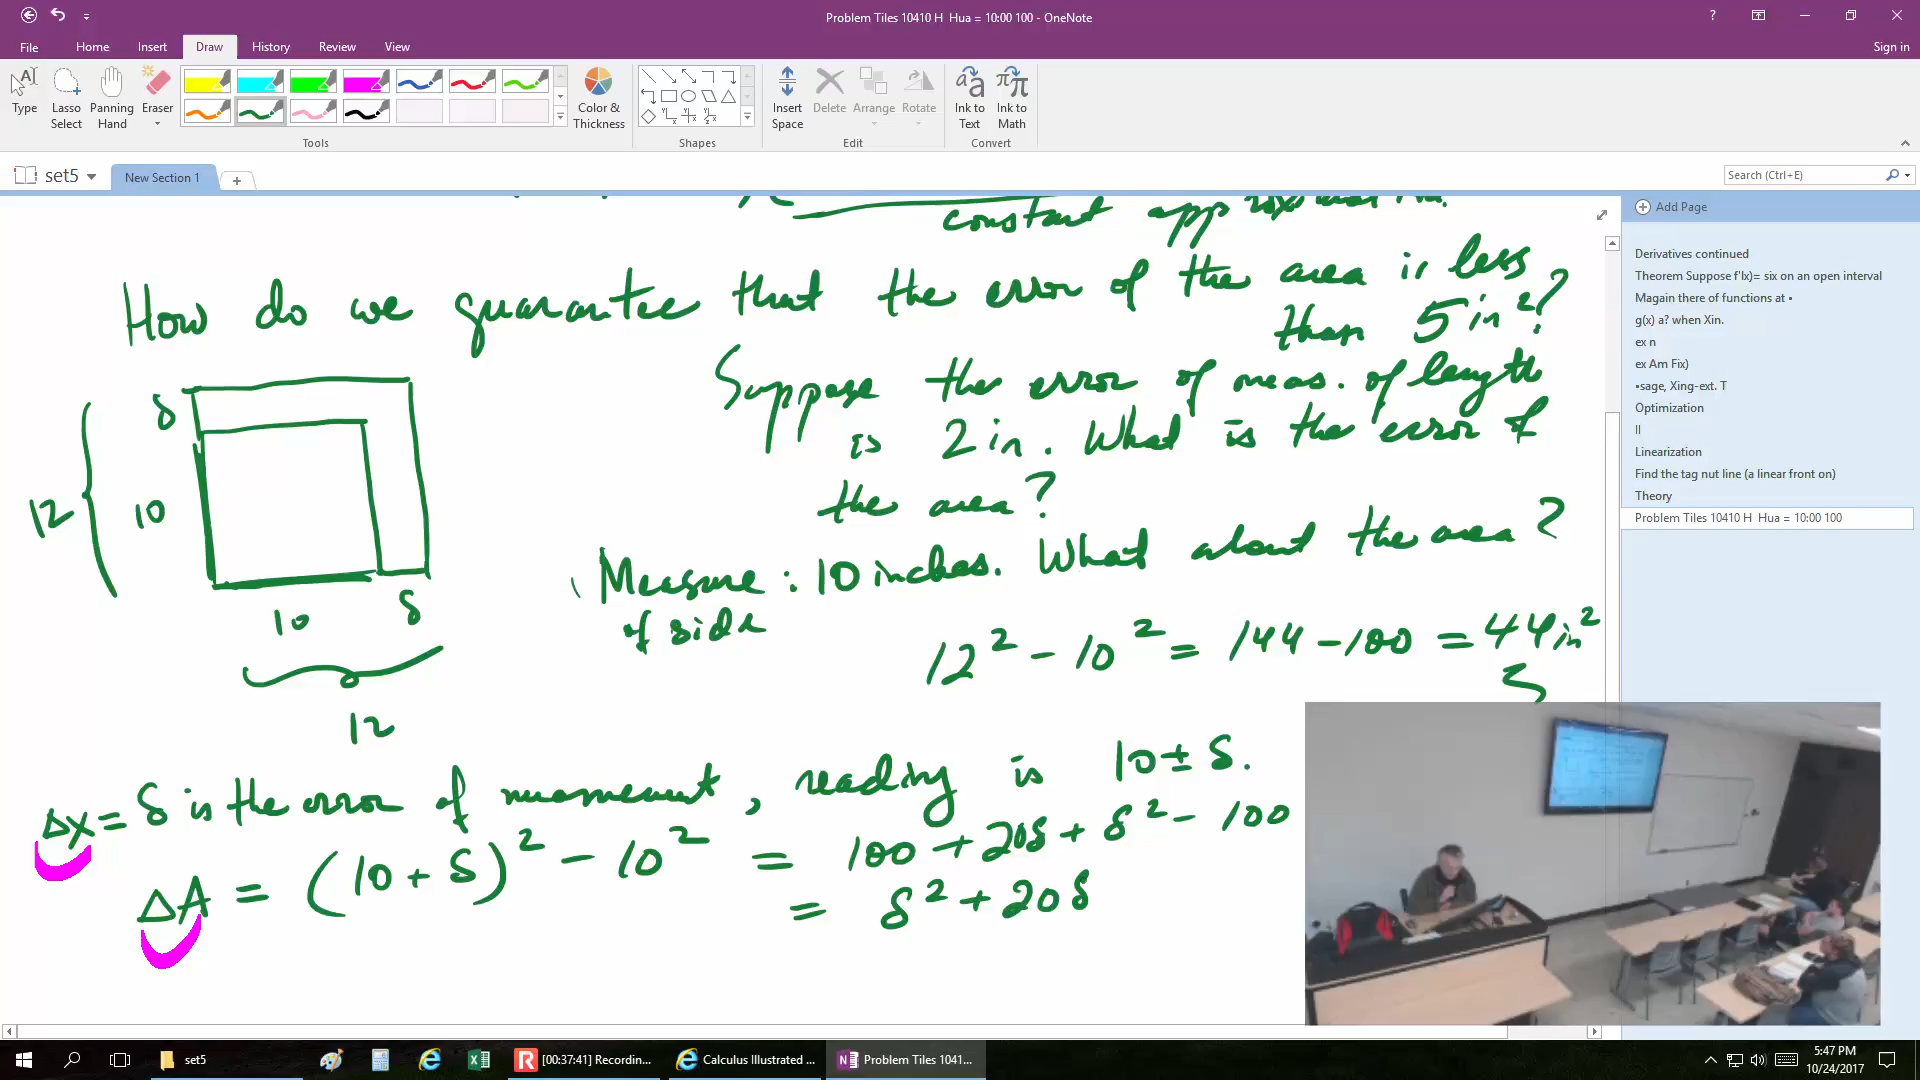 Problem Tiles 10410 H Hua = 10:00 100 - OneNote
File Home Insert Draw History Review View
Sign in
Type
Lasso Select
Panning Hand
Eraser
Color & Thickness
Insert Space
Delete
Arrange
Rotate
Ink to Text
Ink to Math
Tools
Shapes
Edit
Convert
set5
New Section 1
Search (Ctrl+E)
constant
How do we guarantee that the error of the area is less
than 5 in²?
Suppose the error of meas. of length
is 2 in. What is the error of
the area?
Measure: 10 inches. What about the area?
of side
δ
12
10
10
δ
12
12² - 10² = 144 - 100 = 44 in²
Δx = δ is the error of , reading is 10 ± δ.
ΔA = (10 + δ)² - 10² = 100 + 20δ + δ² - 100
= δ² + 20δ
Add Page
Derivatives continued
Theorem Suppose f'Ix)= six on an open interval
Magain there of functions at •
g(x) a? when Xin.
ex n
ex Am Fix)
•sage, Xing-ext. T
Optimization
II
Linearization
Find the tag nut line (a linear front on)
Theory
Problem Tiles 10410 H Hua = 10:00 100
set5
[00:37:41] Recordin...
Calculus Illustrated ...
Problem Tiles 1041...
5:47 PM
10/24/2017